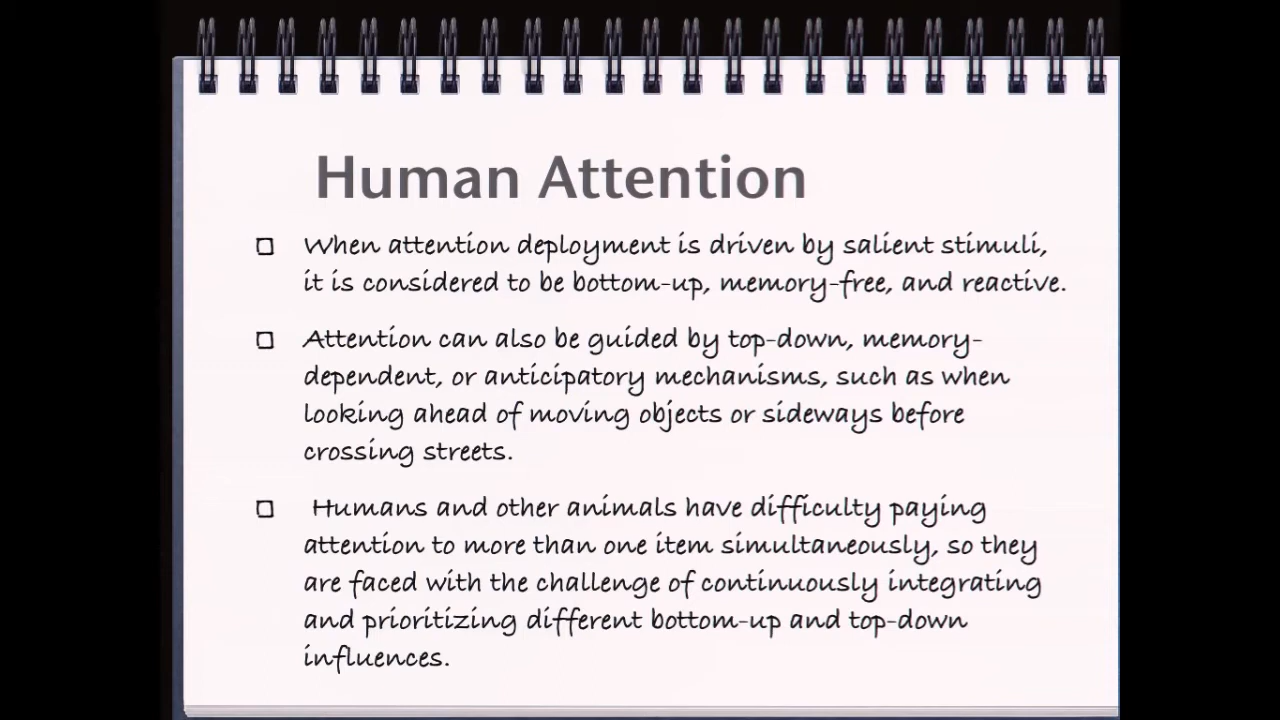 Human Attention
When attention deployment is driven by salient stimuli,
it is considered to be bottom-up, memory-free, and reactive.
Attention can also be guided by top-down, memory-
dependent, or anticipatory mechanisms, such as when
looking ahead of moving objects or sideways before
crossing streets.
Humans and other animals have difficulty paying
attention to more than one item simultaneously, so they
are faced with the challenge of continuously integrating
and prioritizing different bottom-up and top-down
influences.